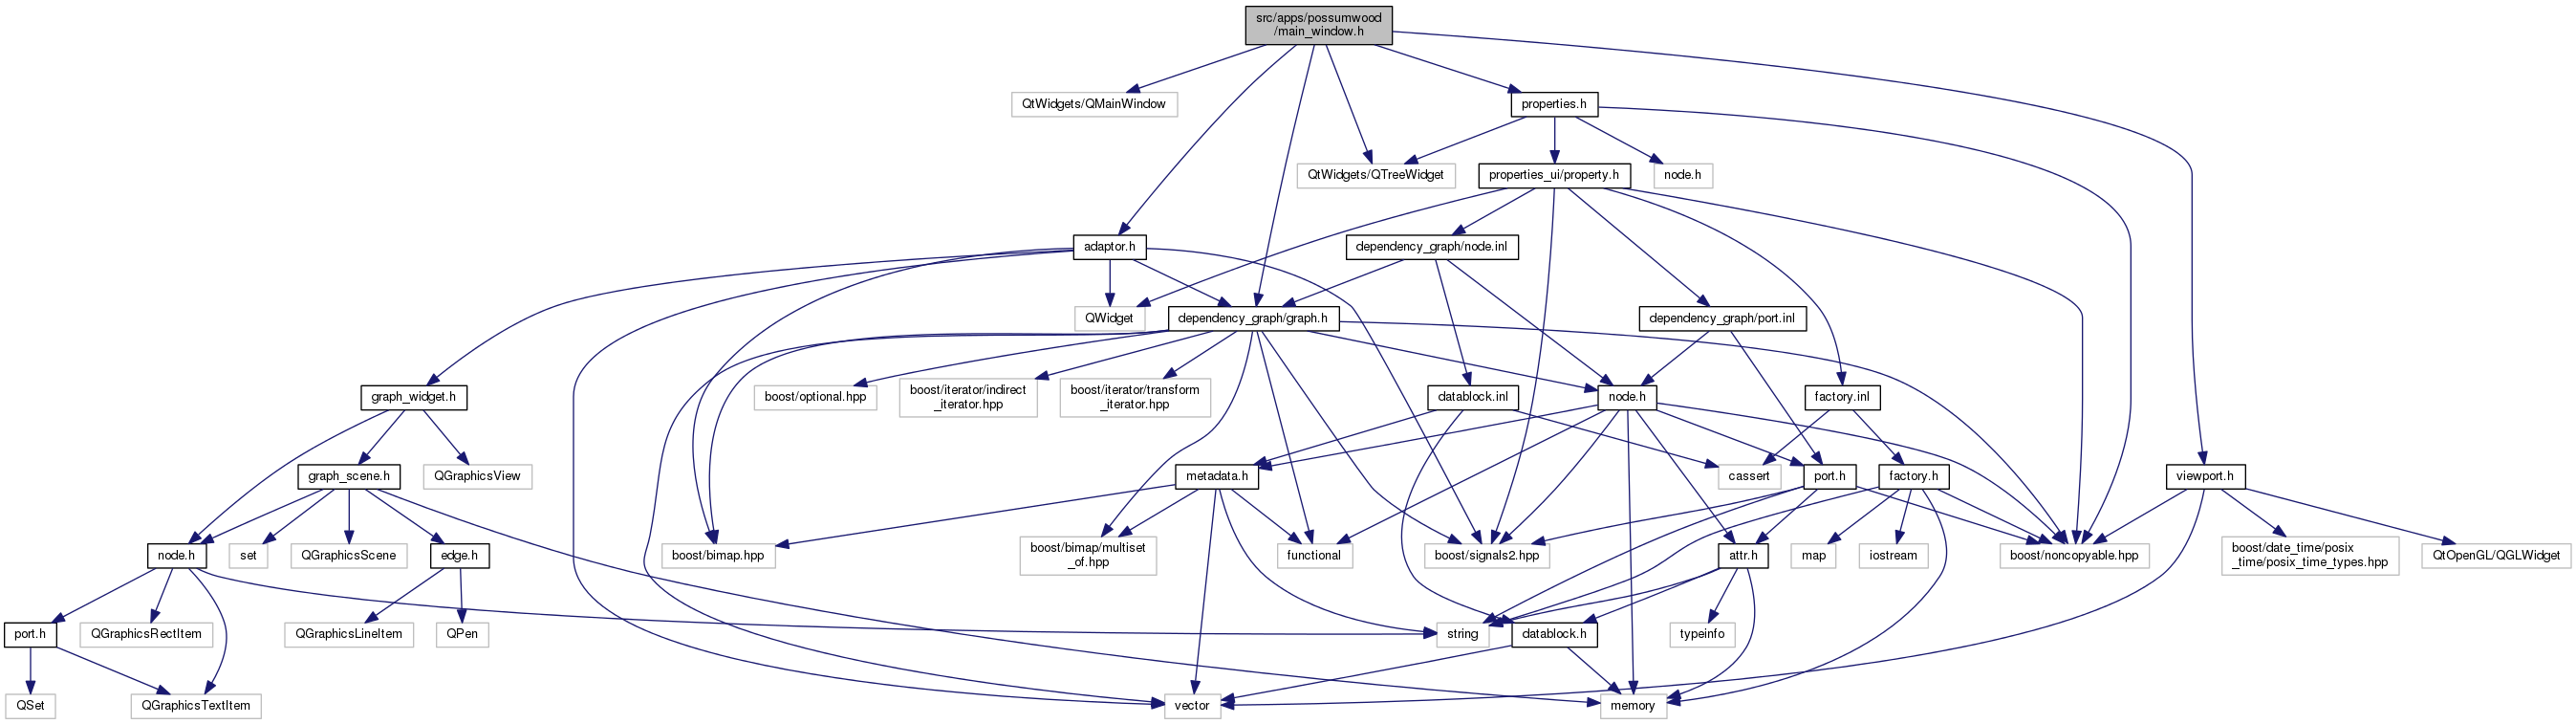 src/apps/possumwood
/main_window.h
QtWidgets/QMainWindow
properties.h
QtWidgets/QTreeWidget
properties_ui/property.h
node.h
adaptor.h
dependency_graph/node.inl
QWidget
dependency_graph/graph.h
dependency_graph/port.inl
graph_widget.h
boost/optional.hpp
boost/iterator/indirect
_iterator.hpp
boost/iterator/transform
_iterator.hpp
datablock.inl
node.h
factory.inl
graph_scene.h
QGraphicsView
metadata.h
cassert
port.h
factory.h
viewport.h
node.h
set
QGraphicsScene
edge.h
boost/bimap.hpp
boost/bimap/multiset
_of.hpp
functional
boost/signals2.hpp
attr.h
map
iostream
boost/noncopyable.hpp
boost/date_time/posix
_time/posix_time_types.hpp
QtOpenGL/QGLWidget
port.h
QGraphicsRectItem
QGraphicsLineItem
QPen
string
datablock.h
typeinfo
QSet
QGraphicsTextItem
vector
memory